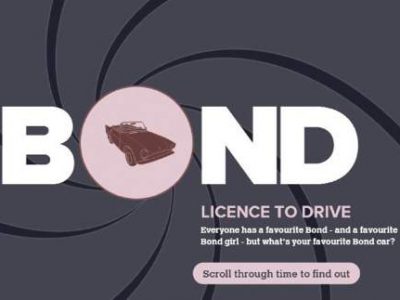 BOND
LICENCE TO DRIVE
Everyone has a favourite Bond - and a favourite
Bond girl - but what's your favourite Bond car?
Scroll through time to find out